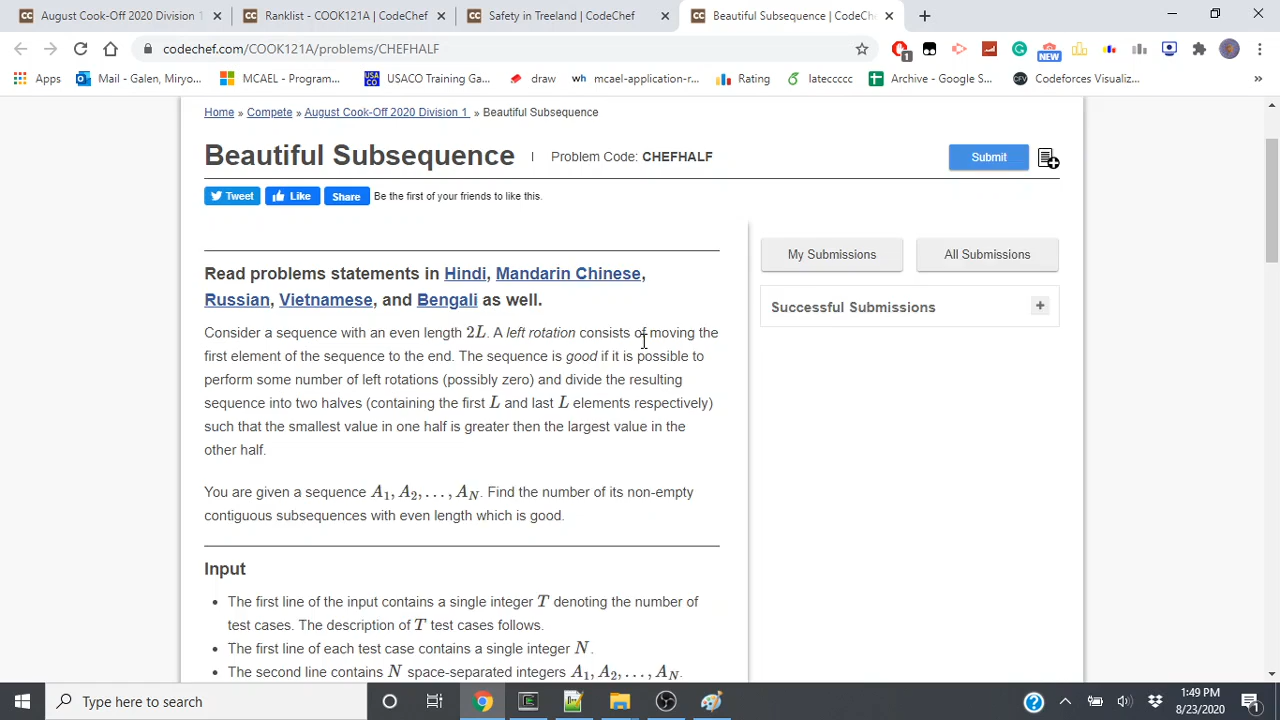 August Cook-Off 2020 Division 1
Ranklist - COOK121A | CodeChef
Safety in Treeland | CodeChef
Beautiful Subsequence | CodeCh
codechef.com/COOK121A/problems/CHEFHALF
1
NEW
Apps
Mail - Galen, Miryo...
MCAEL - Program...
USACO
USACO Training Ga...
draw
wh mcael-application-r...
Rating
lateccccc
Archive - Google S...
CFV
Codeforces Visualiz...
»
Home » Compete » August Cook-Off 2020 Division 1 » Beautiful Subsequence
Beautiful Subsequence | Problem Code: CHEFHALF
Submit
Tweet Like Share Be the first of your friends to like this.
My Submissions
All Submissions
Successful Submissions
Read problems statements in Hindi, Mandarin Chinese,
Russian, Vietnamese, and Bengali as well.
Consider a sequence with an even length 2L. A left rotation consists of moving the
first element of the sequence to the end. The sequence is good if it is possible to
perform some number of left rotations (possibly zero) and divide the resulting
sequence into two halves (containing the first L and last L elements respectively)
such that the smallest value in one half is greater then the largest value in the
other half.
You are given a sequence A1, A2, ..., AN. Find the number of its non-empty
contiguous subsequences with even length which is good.
Input
• The first line of the input contains a single integer T denoting the number of
test cases. The description of T test cases follows.
• The first line of each test case contains a single integer N.
• The second line contains N space-separated integers A1, A2, ..., AN.
Type here to search
1:49 PM
8/23/2020
1